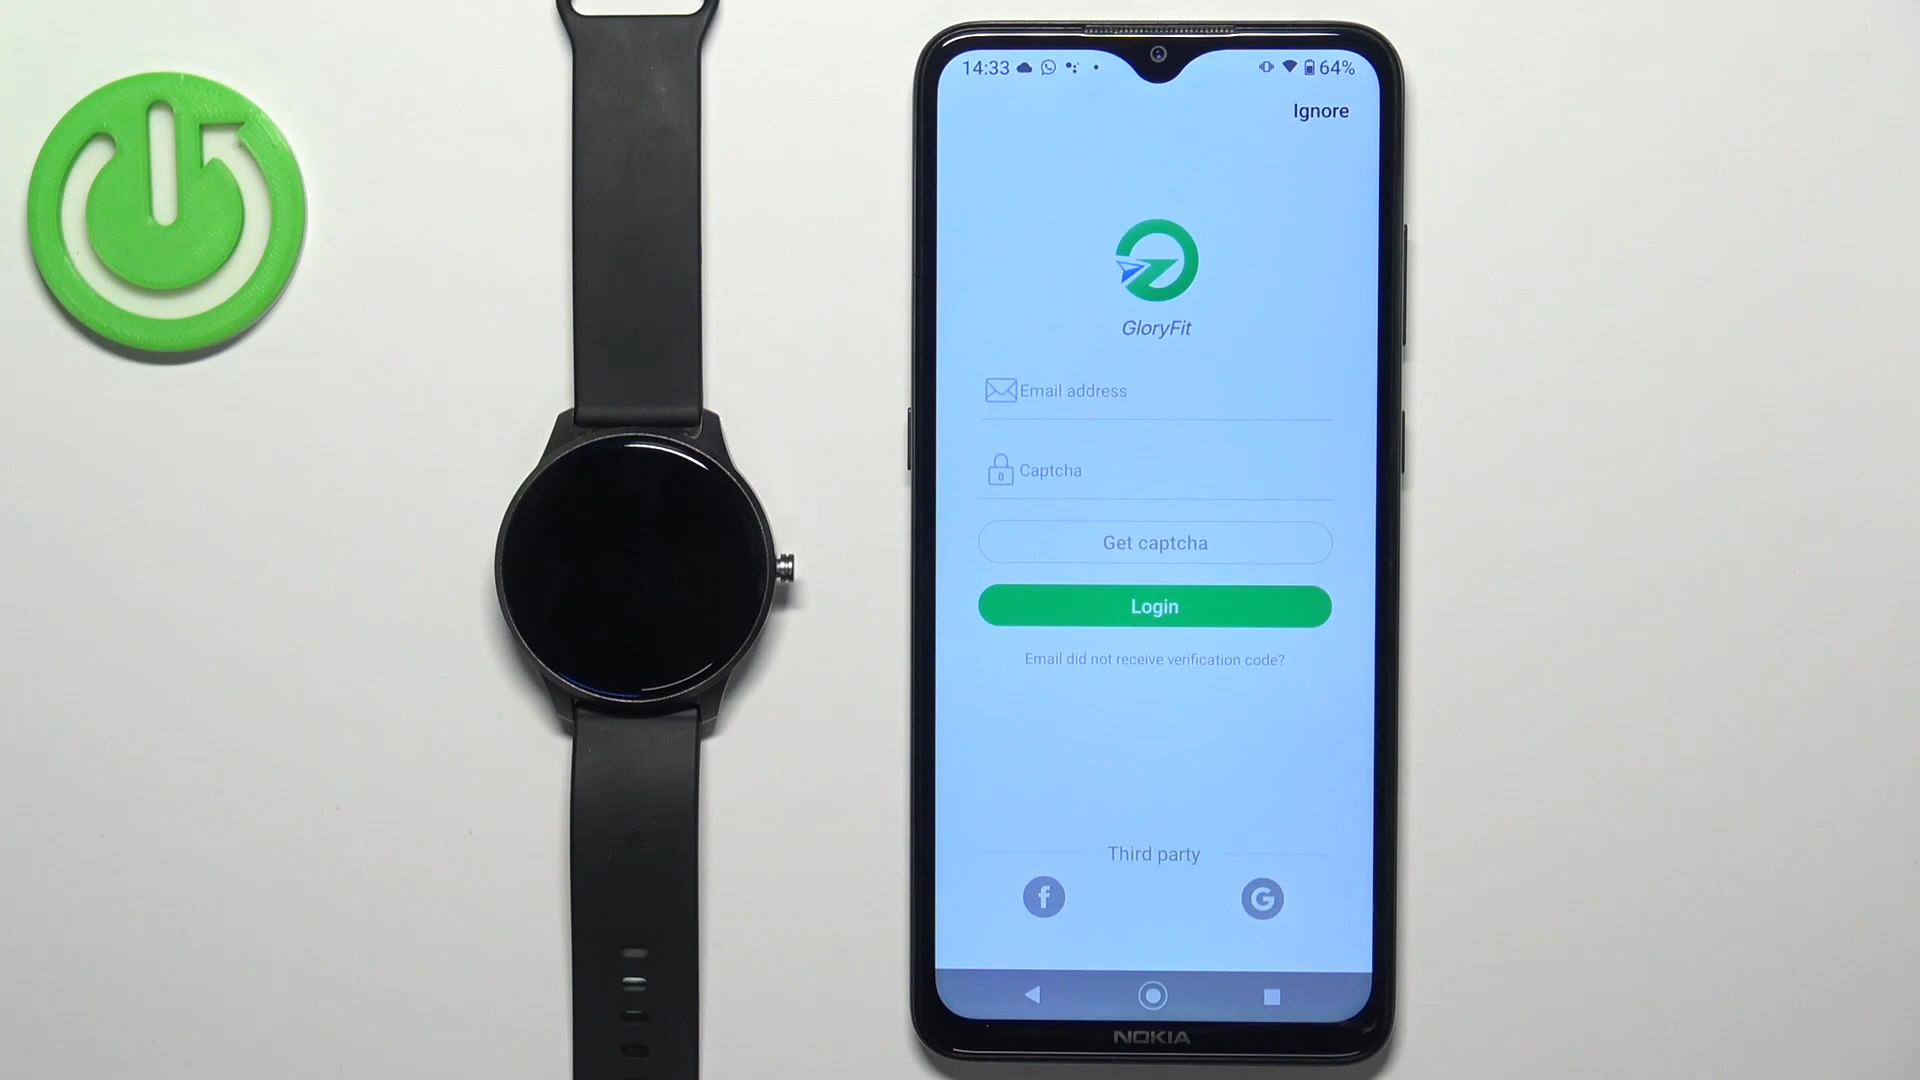 14:33
64%
Ignore
GloryFit
Email address
Captcha
Get captcha
Login
Email did not receive verification code?
Third party
f
G
NOKIA